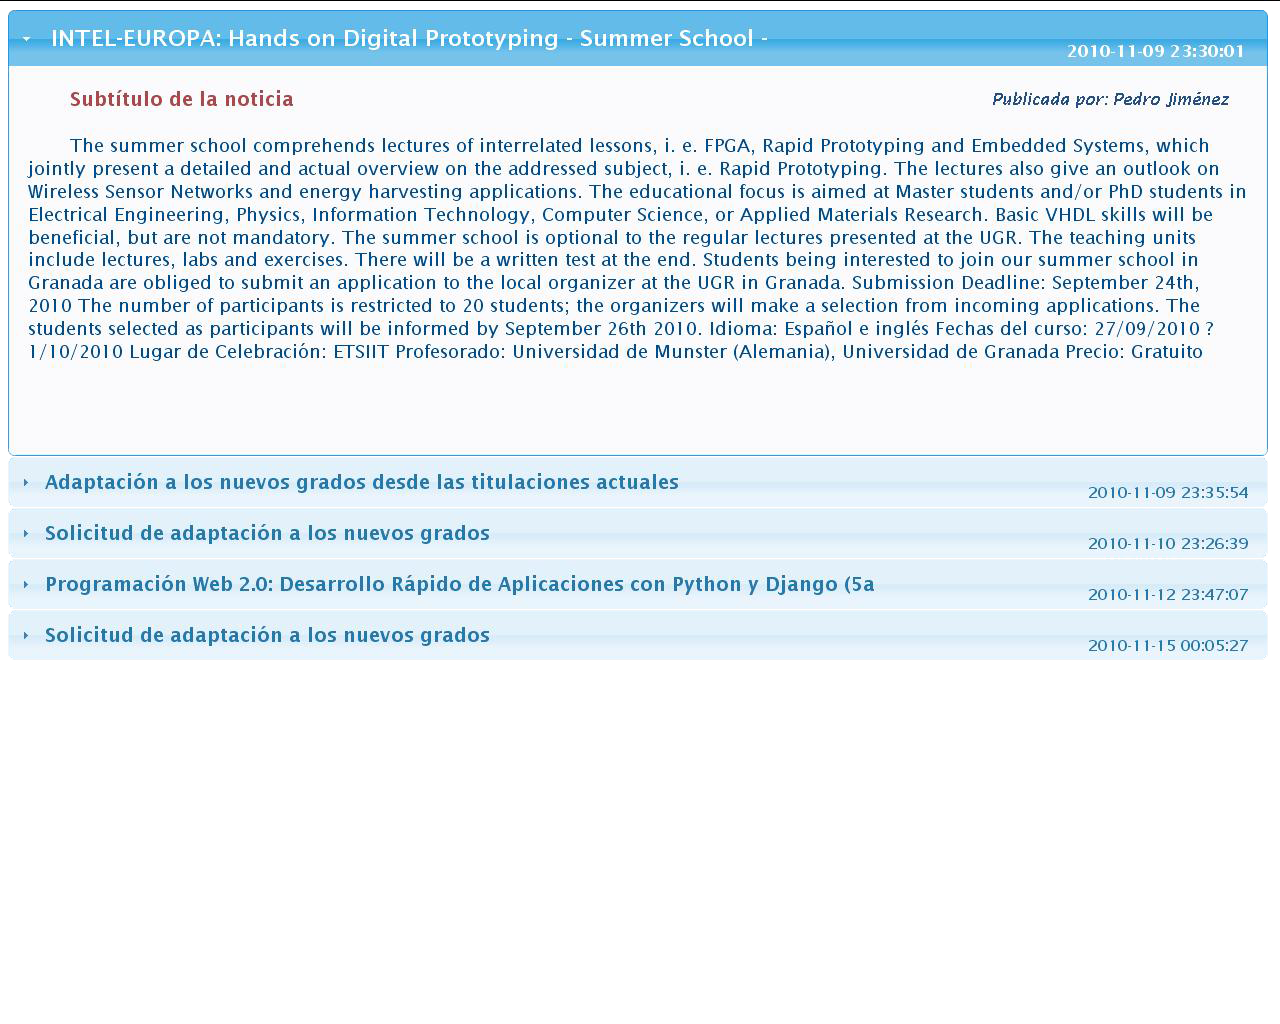 INTEL-EUROPA: Hands on Digital Prototyping - Summer School -
2010-11-09 23:30:01
Subtítulo de la noticia
Publicada por: Pedro Jiménez
The summer school comprehends lectures of interrelated lessons, i. e. FPGA, Rapid Prototyping and Embedded Systems, which
jointly present a detailed and actual overview on the addressed subject, i. e. Rapid Prototyping. The lectures also give an outlook on
Wireless Sensor Networks and energy harvesting applications. The educational focus is aimed at Master students and/or PhD students in
Electrical Engineering, Physics, Information Technology, Computer Science, or Applied Materials Research. Basic VHDL skills will be
beneficial, but are not mandatory. The summer school is optional to the regular lectures presented at the UGR. The teaching units
include lectures, labs and exercises. There will be a written test at the end. Students being interested to join our summer school in
Granada are obliged to submit an application to the local organizer at the UGR in Granada. Submission Deadline: September 24th,
2010 The number of participants is restricted to 20 students; the organizers will make a selection from incoming applications. The
students selected as participants will be informed by September 26th 2010. Idioma: Español e inglés Fechas del curso: 27/09/2010 ?
1/10/2010 Lugar de Celebración: ETSIIT Profesorado: Universidad de Munster (Alemania), Universidad de Granada Precio: Gratuito
Adaptación a los nuevos grados desde las titulaciones actuales
2010-11-09 23:35:54
Solicitud de adaptación a los nuevos grados
2010-11-10 23:26:39
Programación Web 2.0: Desarrollo Rápido de Aplicaciones con Python y Django (5a
2010-11-12 23:47:07
Solicitud de adaptación a los nuevos grados
2010-11-15 00:05:27